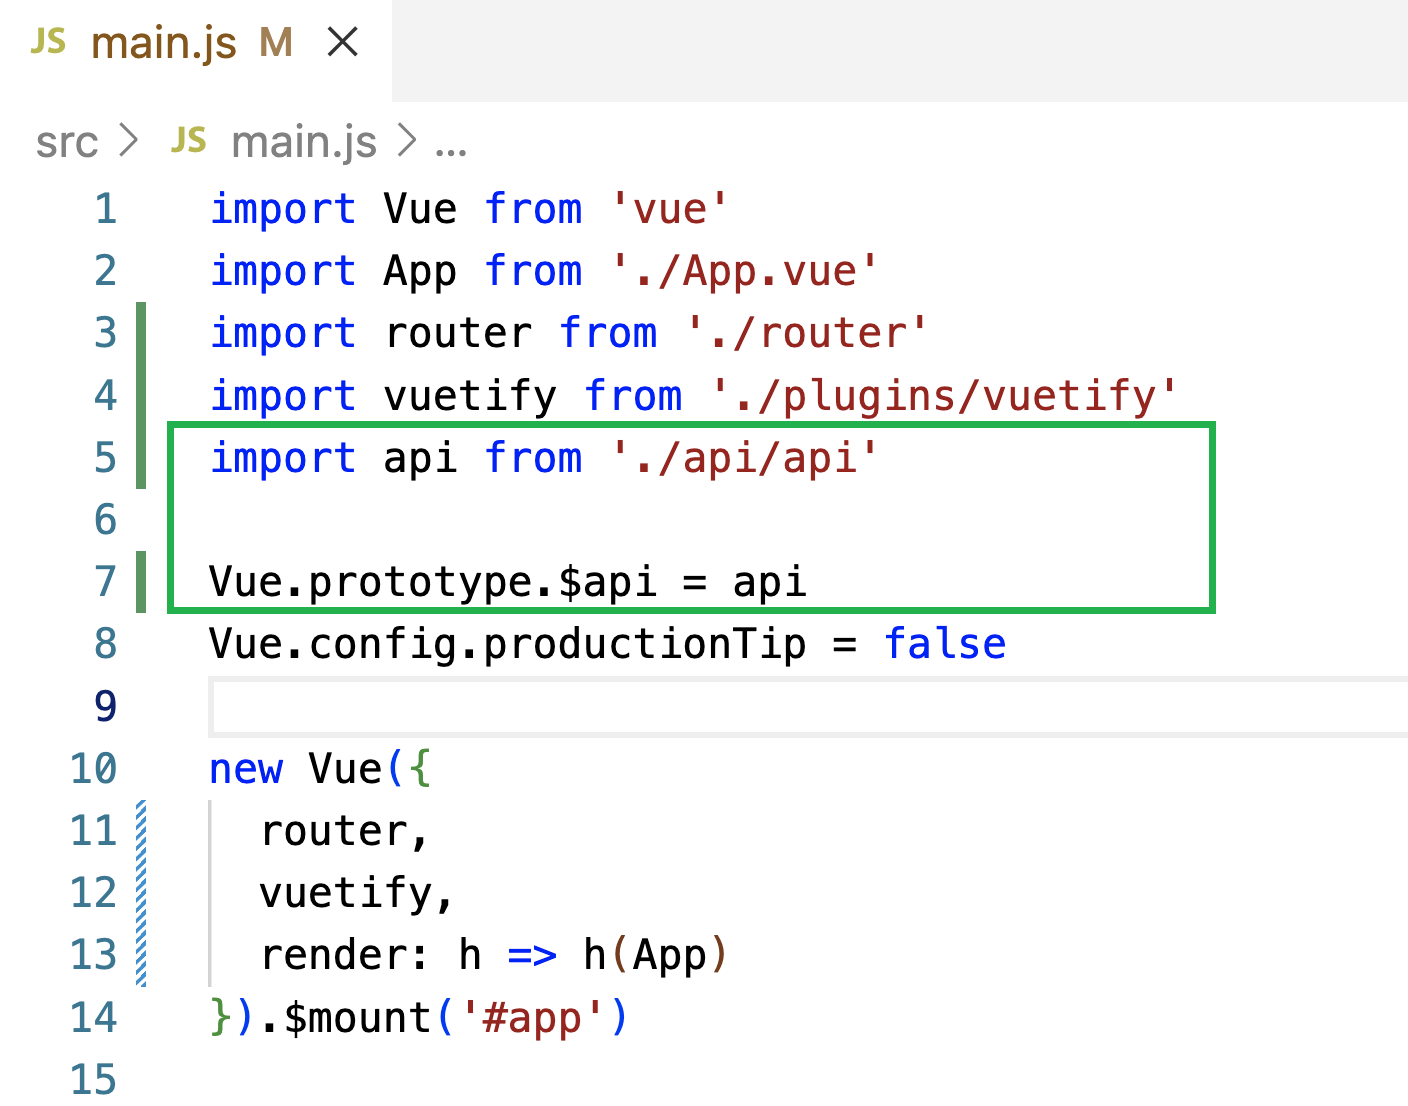 JS main.js M ×
src > JS main.js > ...
1 import Vue from 'vue'
2 import App from './App.vue'
3 import router from './router'
4 import vuetify from './plugins/vuetify'
5 import api from './api/api'
6
7 Vue.prototype.$api = api
8 Vue.config.productionTip = false
9
10 new Vue({
11   router,
12   vuetify,
13   render: h => h(App)
14 }).$mount('#app')
15